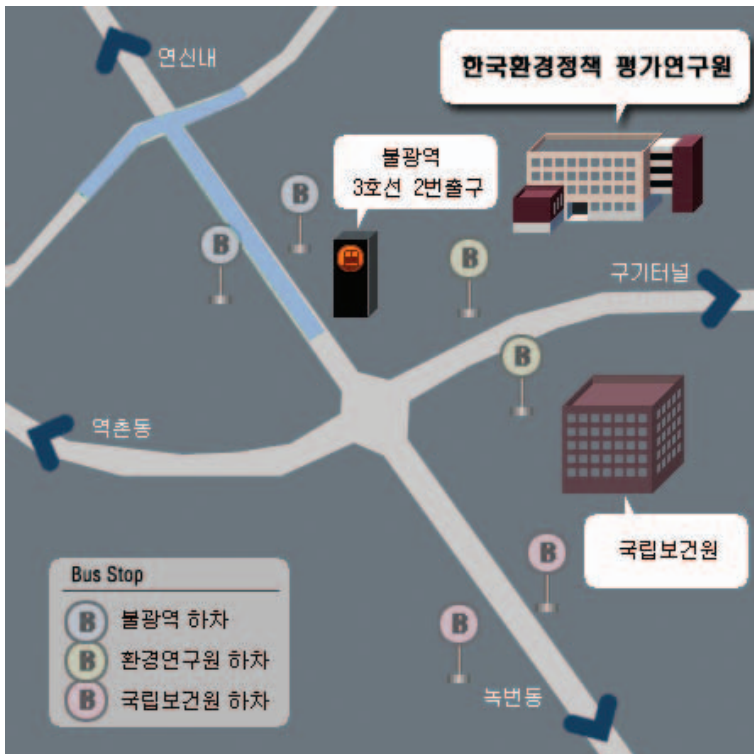 연신내
한국환경정책 평가연구원
불광역
3호선 2번출구
B
B
B
구기터널
B
역촌동
국립보건원
B
B
녹번동
Bus Stop
B 불광역 하차
B 환경연구원 하차
B 국립보건원 하차